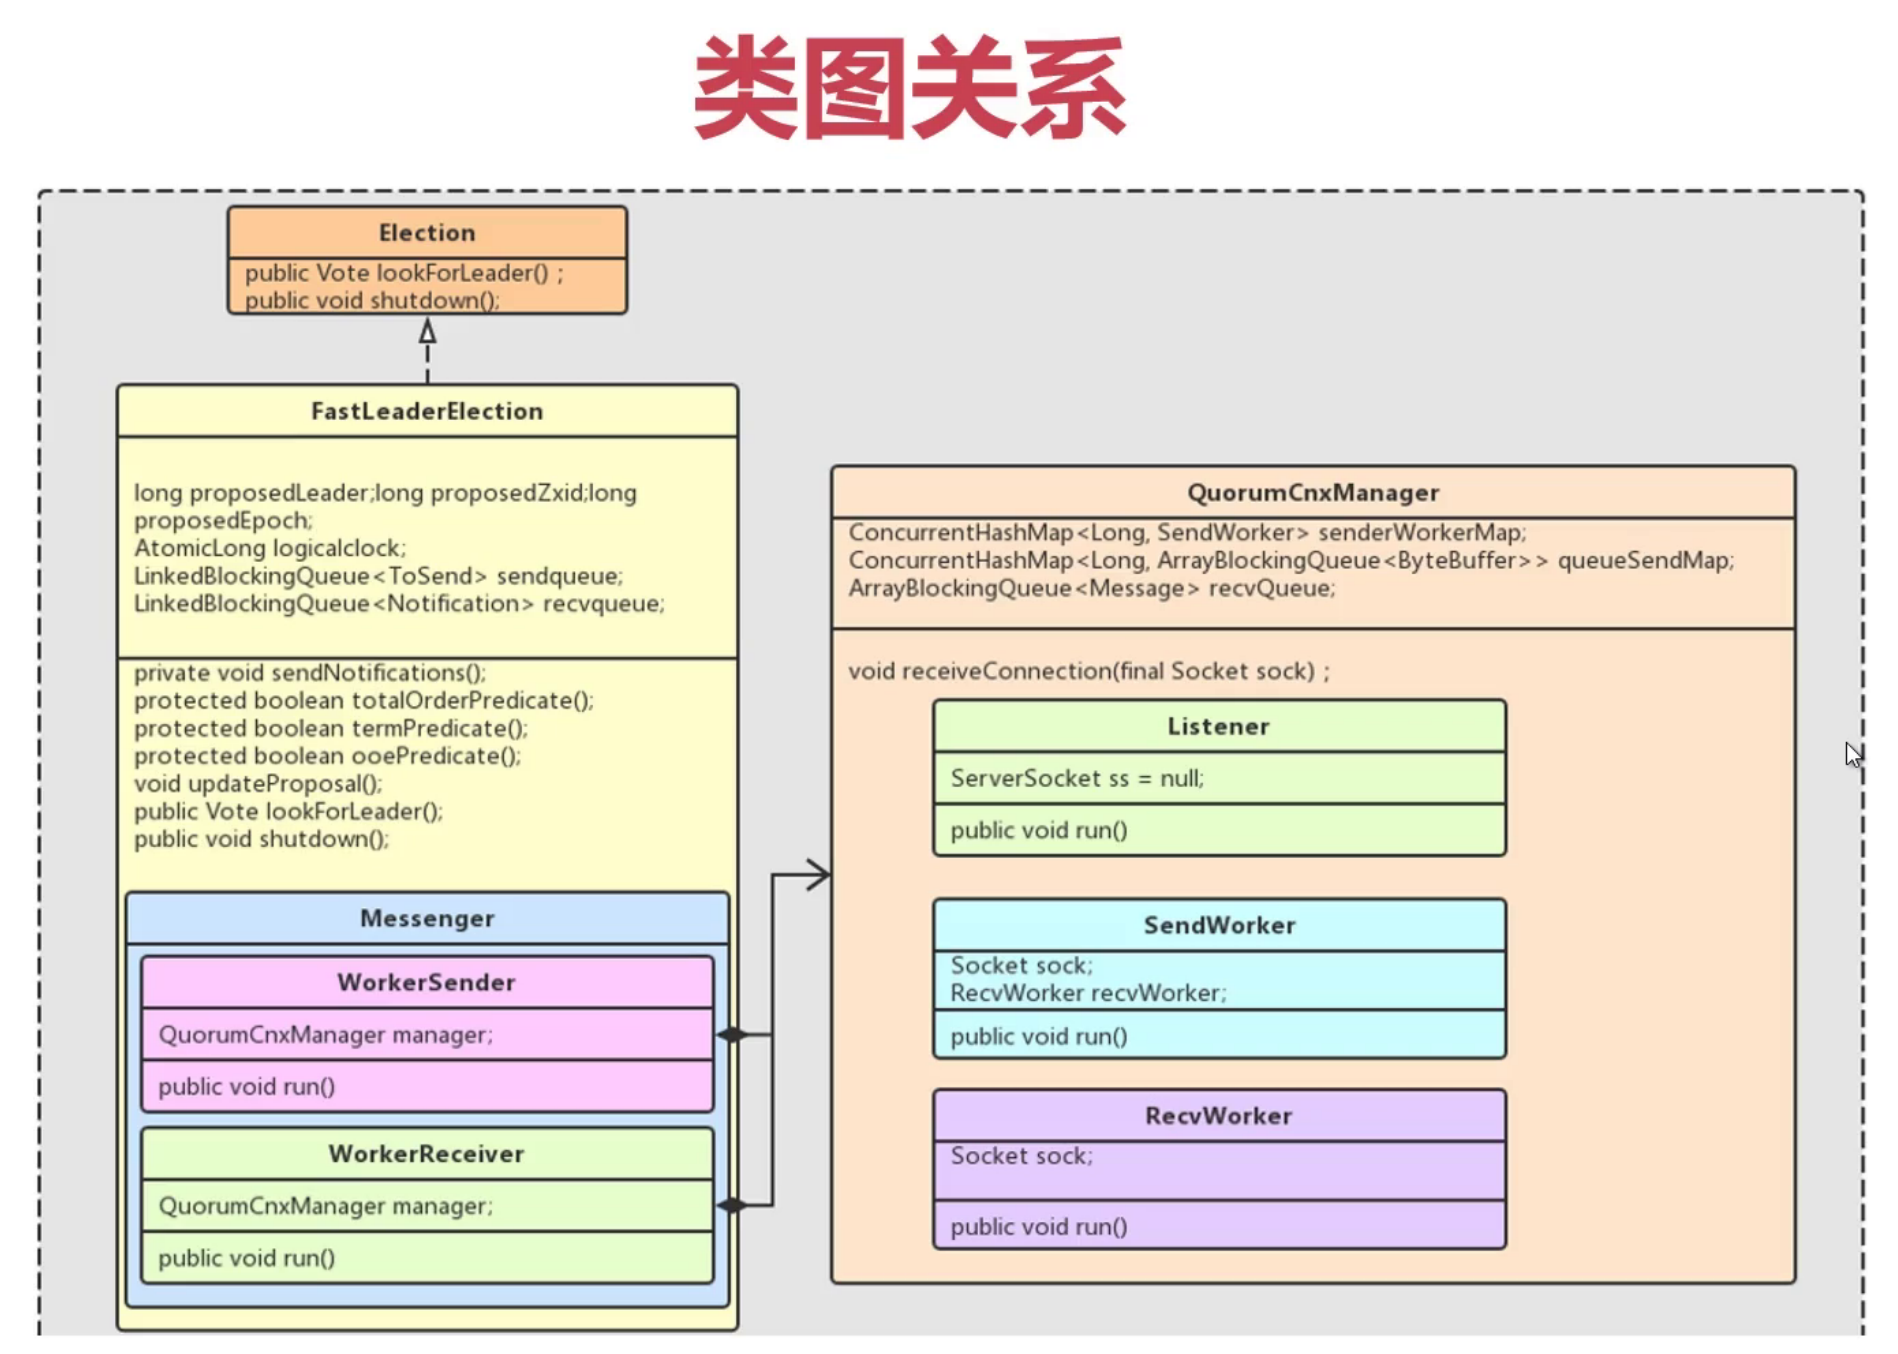 类图关系
Election
public Vote lookForLeader() ;
public void shutdown();
FastLeaderElection
long proposedLeader;long proposedZxid;long
proposedEpoch;
AtomicLong logicalclock;
LinkedBlockingQueue<ToSend> sendqueue;
LinkedBlockingQueue<Notification> recvqueue;
private void sendNotifications();
protected boolean totalOrderPredicate();
protected boolean termPredicate();
protected boolean ooePredicate();
void updateProposal();
public Vote lookForLeader();
public void shutdown();
Messenger
WorkerSender
QuorumCnxManager manager;
public void run()
WorkerReceiver
QuorumCnxManager manager;
public void run()
QuorumCnxManager
ConcurrentHashMap<Long, SendWorker> senderWorkerMap;
ConcurrentHashMap<Long, ArrayBlockingQueue<ByteBuffer>> queueSendMap;
ArrayBlockingQueue<Message> recvQueue;
void receiveConnection(final Socket sock) ;
Listener
ServerSocket ss = null;
public void run()
SendWorker
Socket sock;
RecvWorker recvWorker;
public void run()
RecvWorker
Socket sock;
public void run()